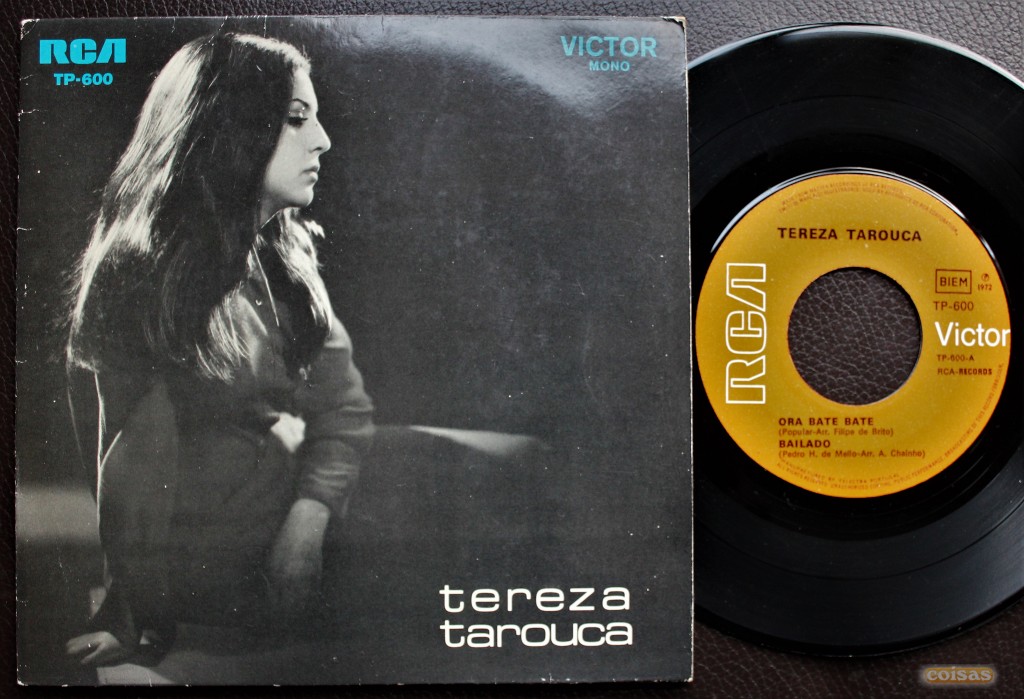 RCA
TP-600
VICTOR
MONO
tereza
tarouca
TEREZA TAROUCA
BIEM
℗
1972
TP-600
RCA
Victor
TP-600-A
RCA-RECORDS
ORA BATE BATE
(Popular-Arr. Filipe de Brito)
BAILADO
(Pedro H. de Mello-Arr. A. Chainho)
coisas